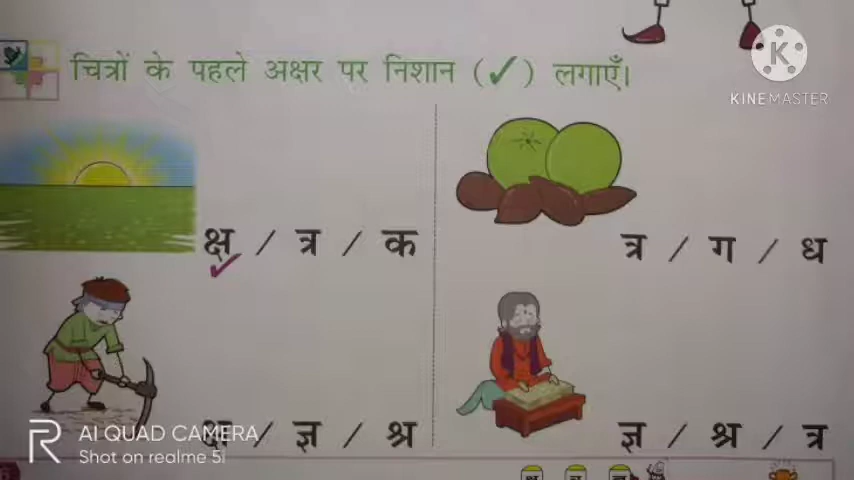 चित्रों के पहले अक्षर पर निशान (✓) लगाएँ।
KINEMASTER
क्ष / त्र / क
त्र / ग / ध
क्ष / ज्ञ / श्र
ज्ञ / श्र / त्र
AI QUAD CAMERA
Shot on realme 5i